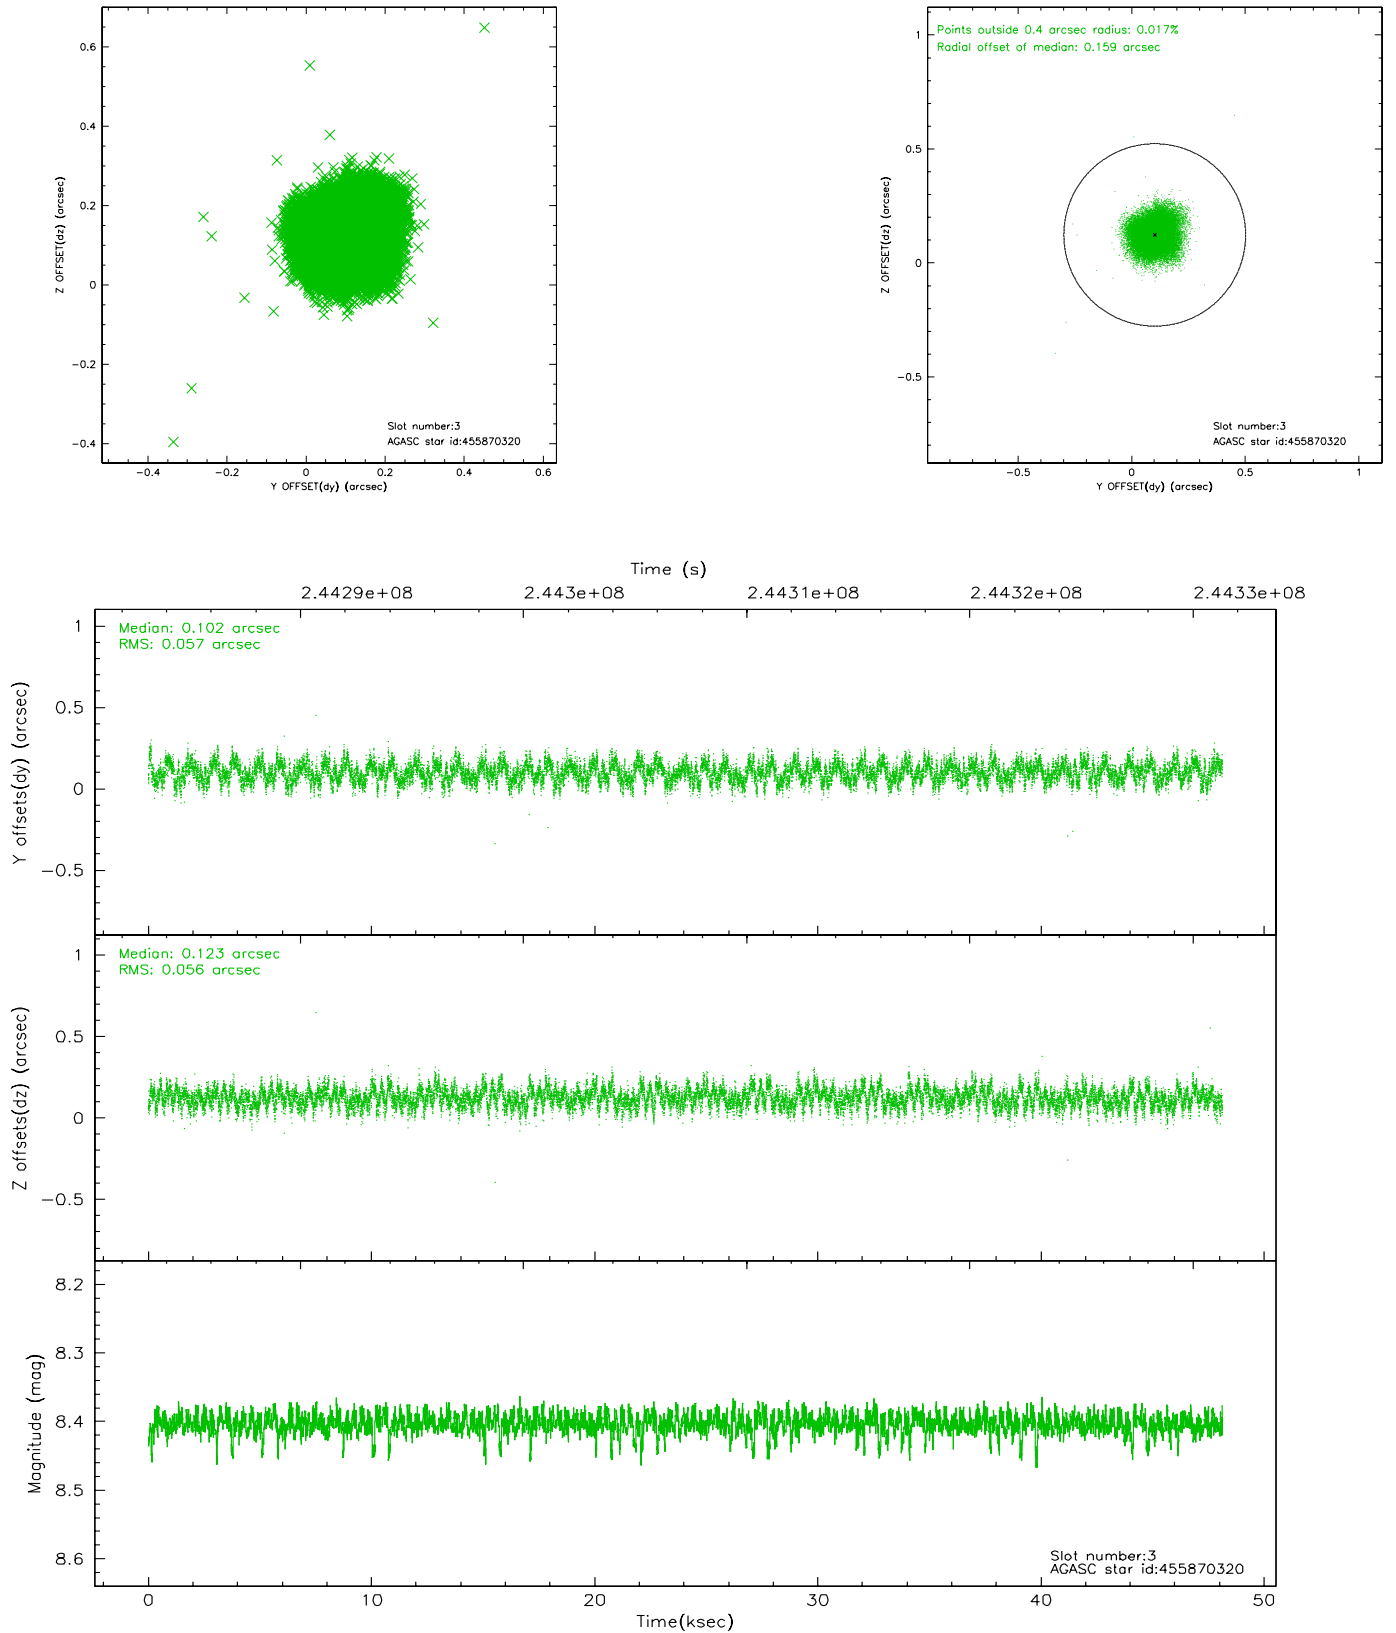 0.6
0.4
0.2
0
−0.2
−0.4
Z OFFSET(dz) (arcsec)
−0.4 −0.2 0 0.2 0.4 0.6
Y OFFSET(dy) (arcsec)
Slot number:3
AGASC star id:455870320
Points outside 0.4 arcsec radius: 0.017%
Radial offset of median: 0.159 arcsec
1
0.5
0
−0.5
Z OFFSET(dz) (arcsec)
−0.5 0 0.5 1
Y OFFSET(dy) (arcsec)
Slot number:3
AGASC star id:455870320
Time (s)
2.4429e+08 2.443e+08 2.4431e+08 2.4432e+08 2.4433e+08
Median: 0.102 arcsec
RMS: 0.057 arcsec
1
0.5
0
−0.5
Y offsets(dy) (arcsec)
Median: 0.123 arcsec
RMS: 0.056 arcsec
1
0.5
0
−0.5
Z offsets(dz) (arcsec)
8.2
8.3
8.4
8.5
8.6
Magnitude (mag)
Slot number:3
AGASC star id:455870320
0 10 20 30 40 50
Time(ksec)